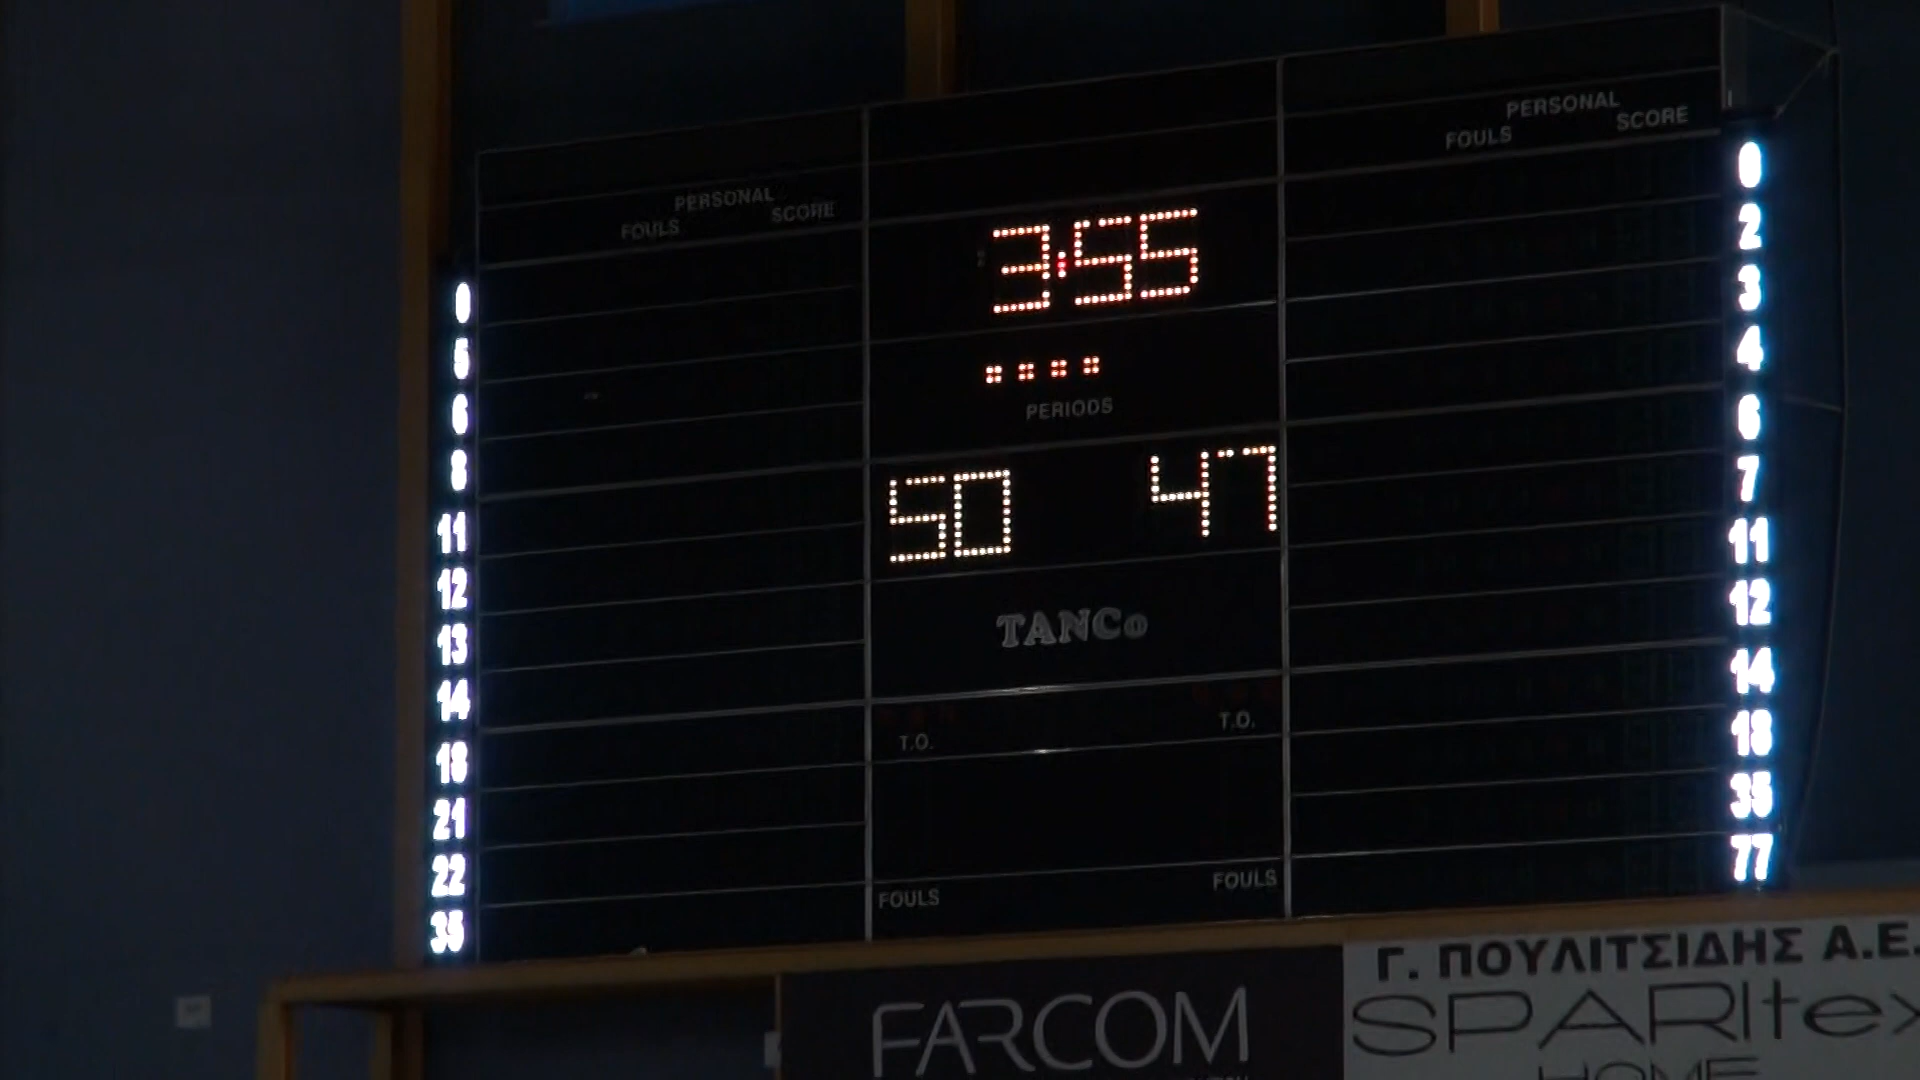 PERSONAL
FOULS SCORE
PERSONAL
FOULS SCORE
3:55
PERIODS
50 47
TANCo
T.O. T.O.
FOULS FOULS
0
5
6
8
11
12
13
14
18
21
22
35
0
2
3
4
6
7
11
12
14
18
35
77
FARCOM
Γ. ΠΟΥΛΙΤΣΙΔΗΣ Α.Ε.
SPARItex
HOME